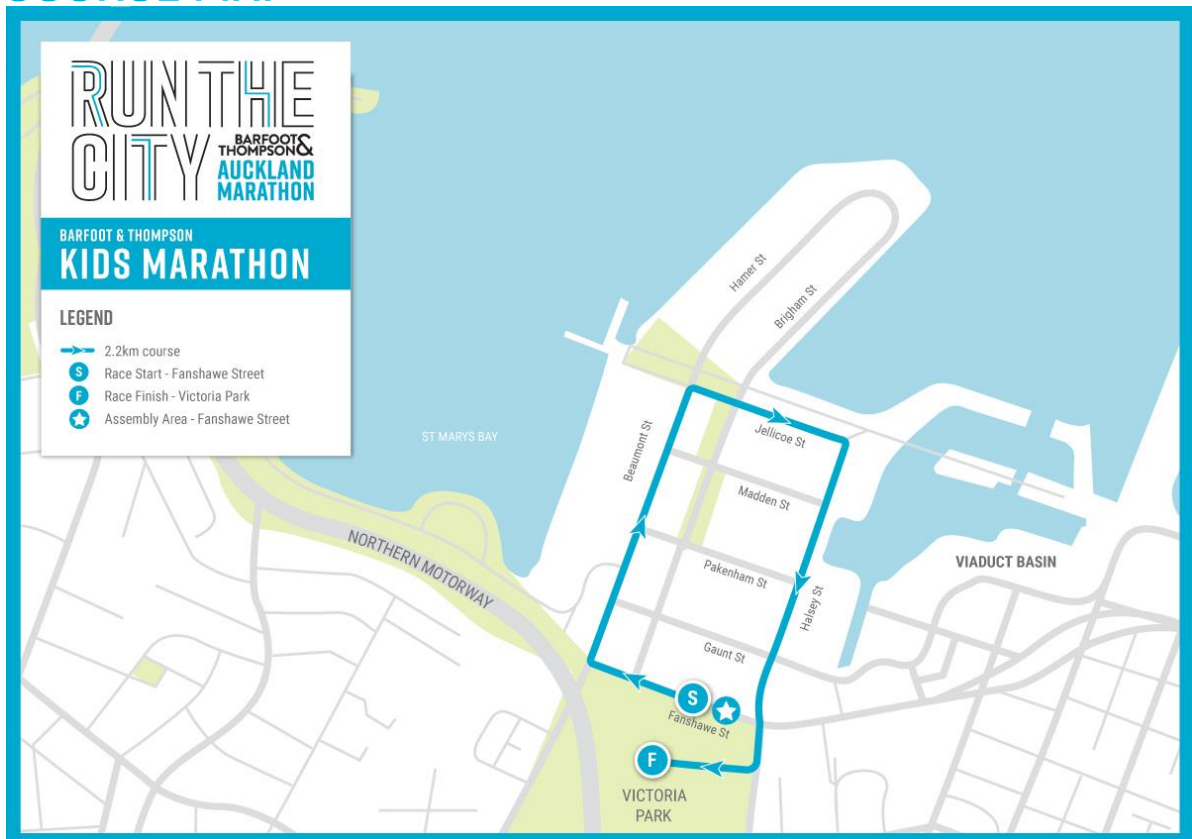 RUN THE
CITY
BARFOOT &
THOMPSON
AUCKLAND
MARATHON
BARFOOT & THOMPSON
KIDS MARATHON
LEGEND
2.2km course
S Race Start - Fanshawe Street
F Race Finish - Victoria Park
Assembly Area - Fanshawe Street
Hamer St
Brigham St
ST MARYS BAY
Beaumont St
Jellicoe St
Madden St
NORTHERN MOTORWAY
Pakenham St
Halsey St
VIADUCT BASIN
Gaunt St
S
Fanshawe St
F
VICTORIA
PARK